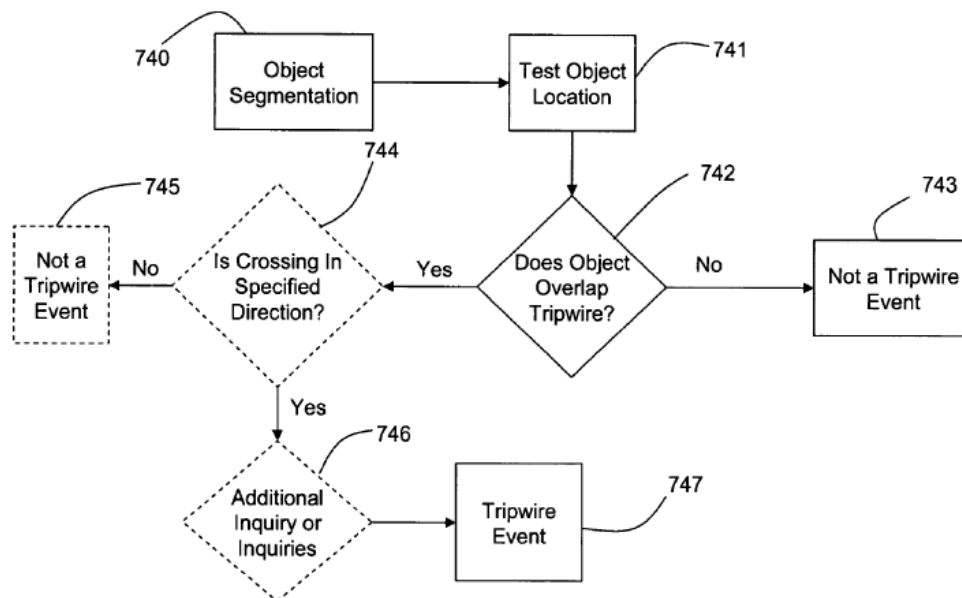 740
Object
Segmentation
Test Object
Location
741
742
Does Object
Overlap
Tripwire?
No
743
Not a Tripwire
Event
Yes
744
Is Crossing In
Specified
Direction?
No
745
Not a
Tripwire
Event
Yes
746
Additional
Inquiry or
Inquiries
Tripwire
Event
747